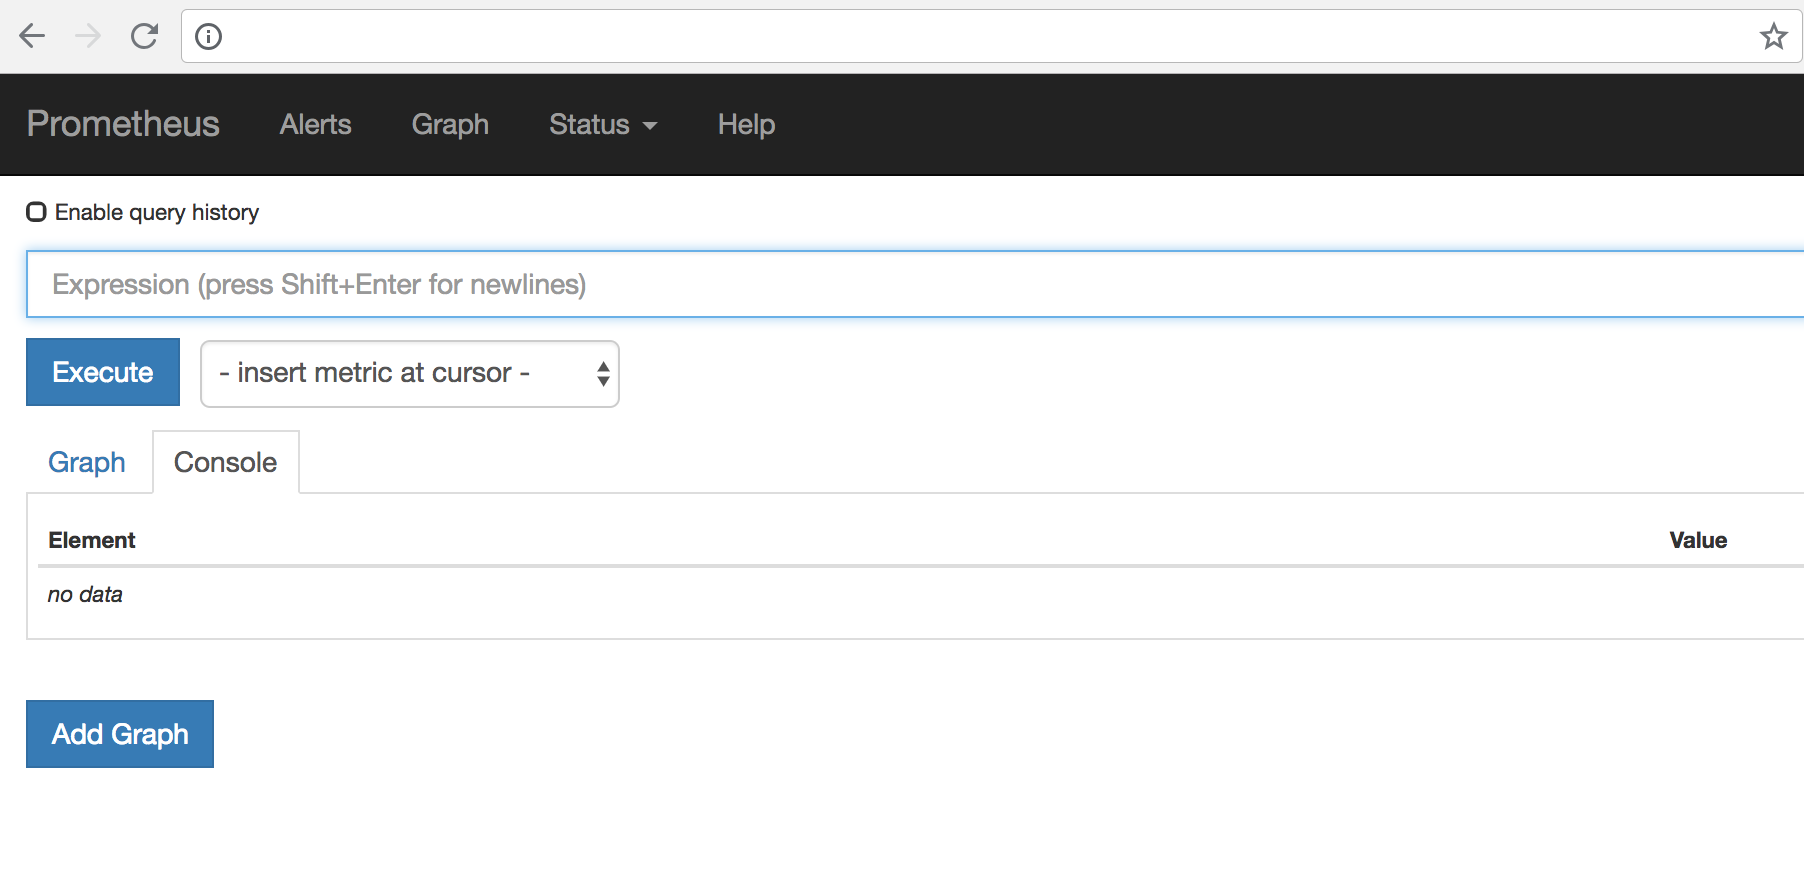 Prometheus Alerts Graph Status Help
Enable query history
Expression (press Shift+Enter for newlines)
Execute - insert metric at cursor -
Graph Console
Element Value
no data
Add Graph